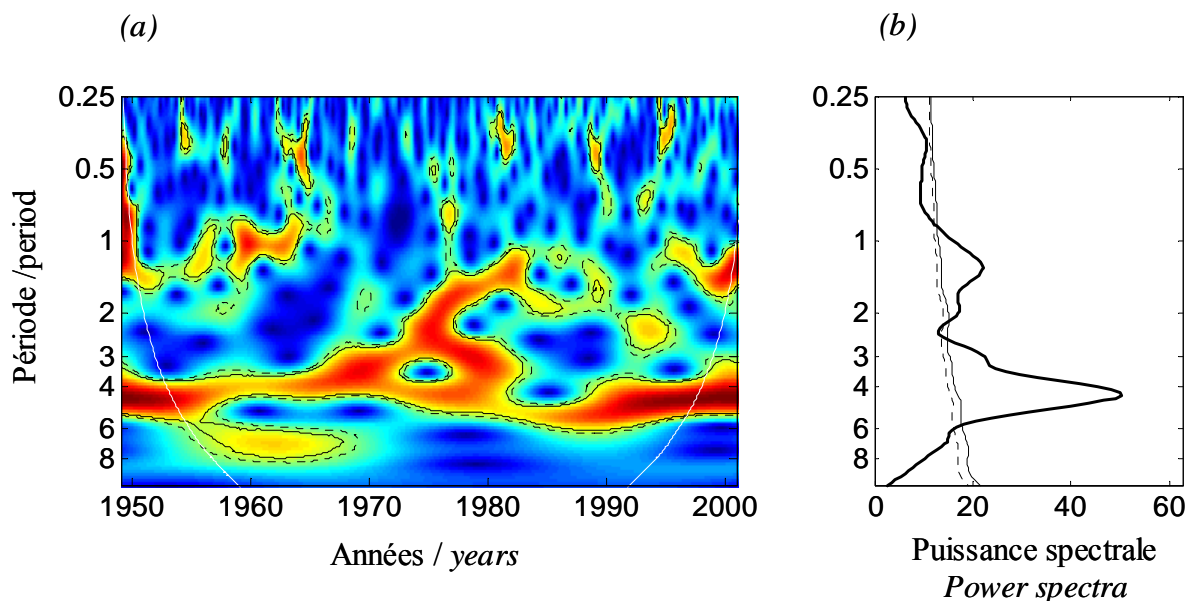 (a)
(b)
0.25
0.5
1
2
3
4
6
8
Période /period
1950 1960 1970 1980 1990 2000
Années / years
0.25
0.5
1
2
3
4
6
8
0 20 40 60
Puissance spectrale
Power spectra